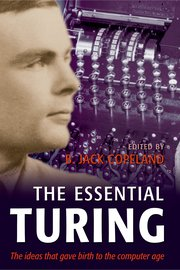 EDITED BY
B. JACK COPELAND
THE ESSENTIAL
TURING
The ideas that gave birth to the computer age